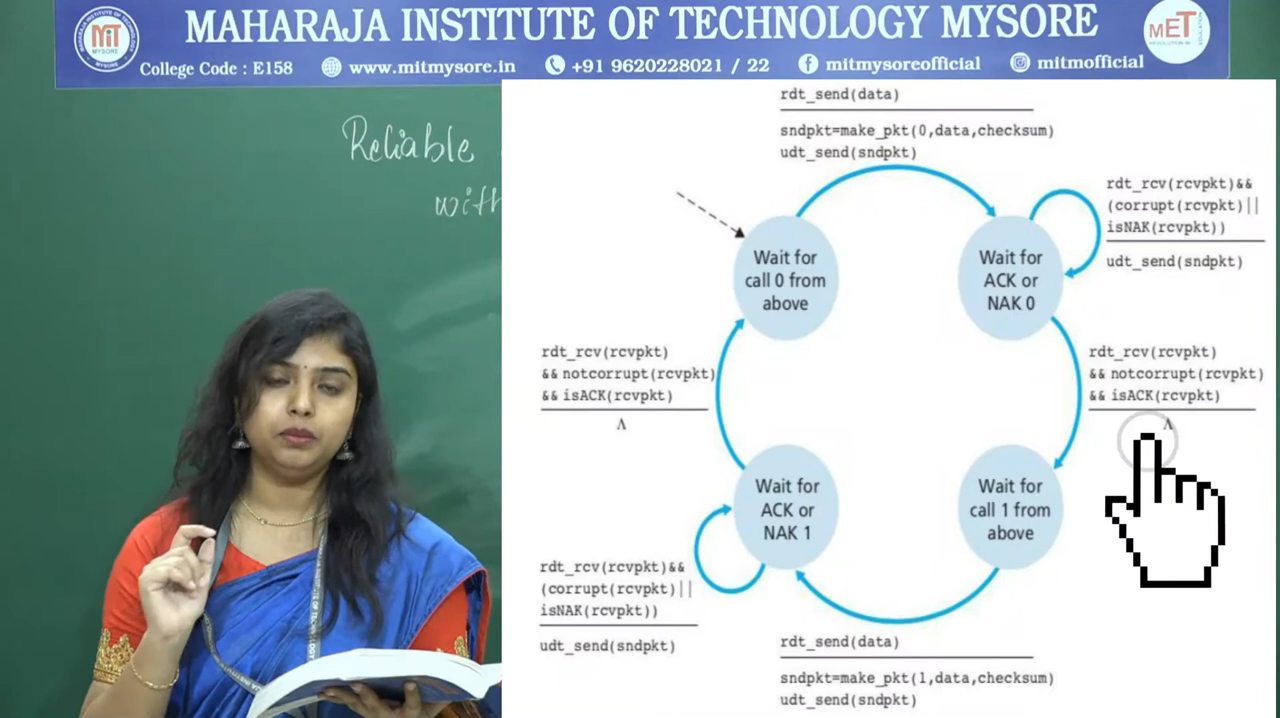 MAHARAJA INSTITUTE OF TECHNOLOGY MYSORE
College Code : E158 www.mitmysore.in +91 9620228021 / 22 mitmysoreofficial mitmofficial
MIT
MYSORE
MET
Reliable
with
rdt_send(data)
sndpkt=make_pkt(0,data,checksum)
udt_send(sndpkt)
rdt_rcv(rcvpkt)&&
(corrupt(rcvpkt)||
isNAK(rcvpkt))
udt_send(sndpkt)
Wait for
call 0 from
above
Wait for
ACK or
NAK 0
rdt_rcv(rcvpkt)
&& notcorrupt(rcvpkt)
&& isACK(rcvpkt)
Λ
rdt_rcv(rcvpkt)
&& notcorrupt(rcvpkt)
&& isACK(rcvpkt)
Λ
Wait for
ACK or
NAK 1
Wait for
call 1 from
above
rdt_rcv(rcvpkt)&&
(corrupt(rcvpkt)||
isNAK(rcvpkt))
udt_send(sndpkt)
rdt_send(data)
sndpkt=make_pkt(1,data,checksum)
udt_send(sndpkt)